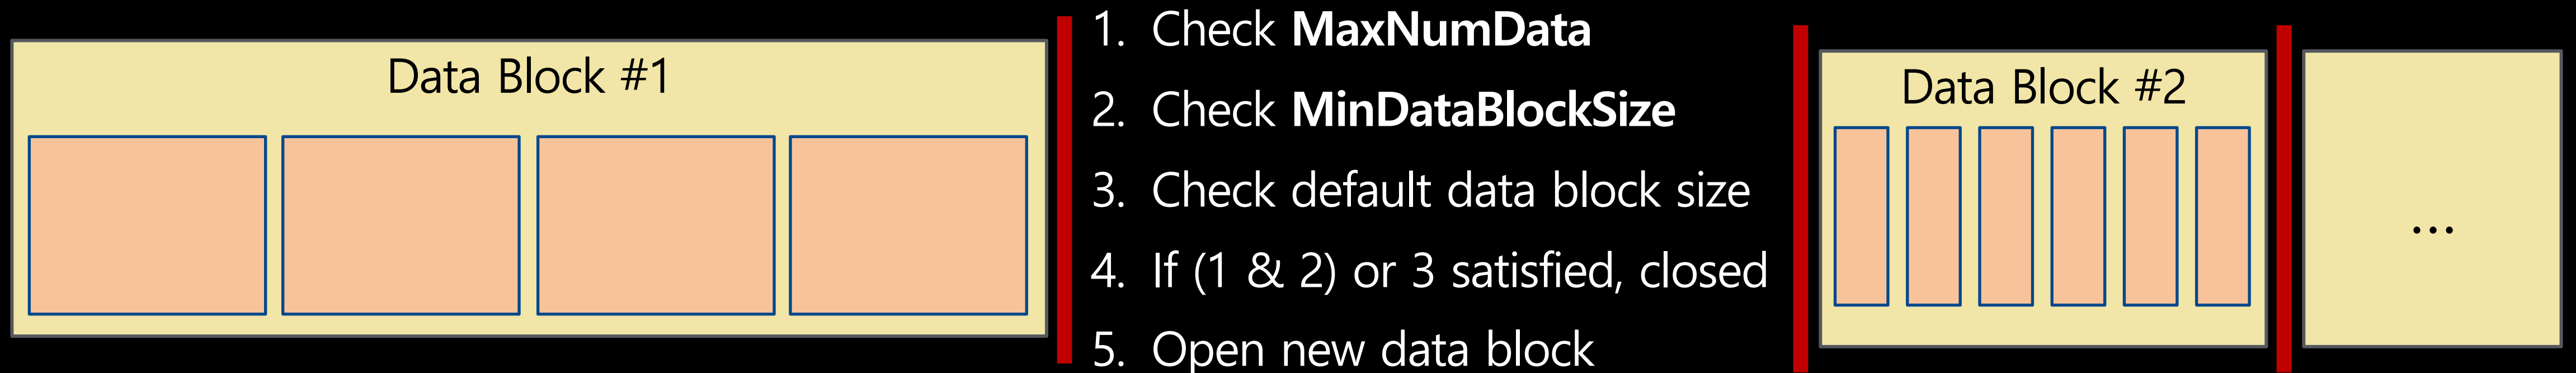 Data Block #1
1. Check MaxNumData
2. Check MinDataBlockSize
3. Check default data block size
4. If (1 & 2) or 3 satisfied, closed
5. Open new data block
Data Block #2
...